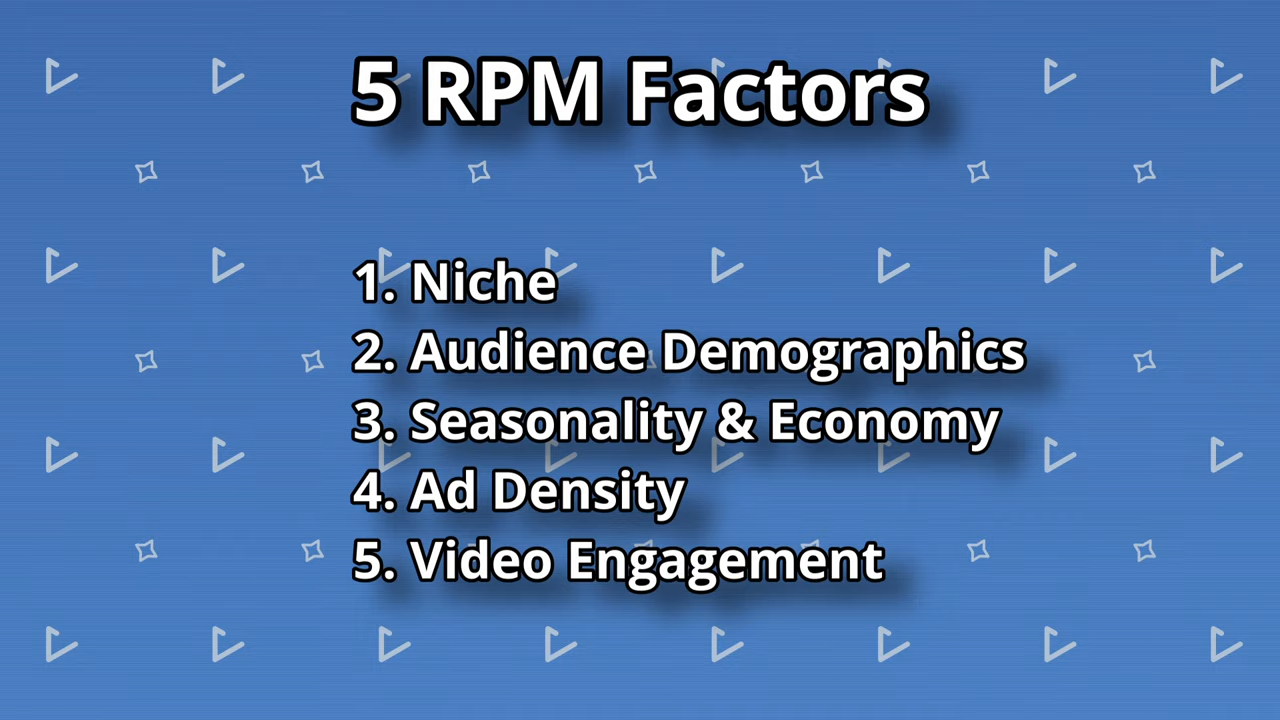 5 RPM Factors
1. Niche
2. Audience Demographics
3. Seasonality & Economy
4. Ad Density
5. Video Engagement